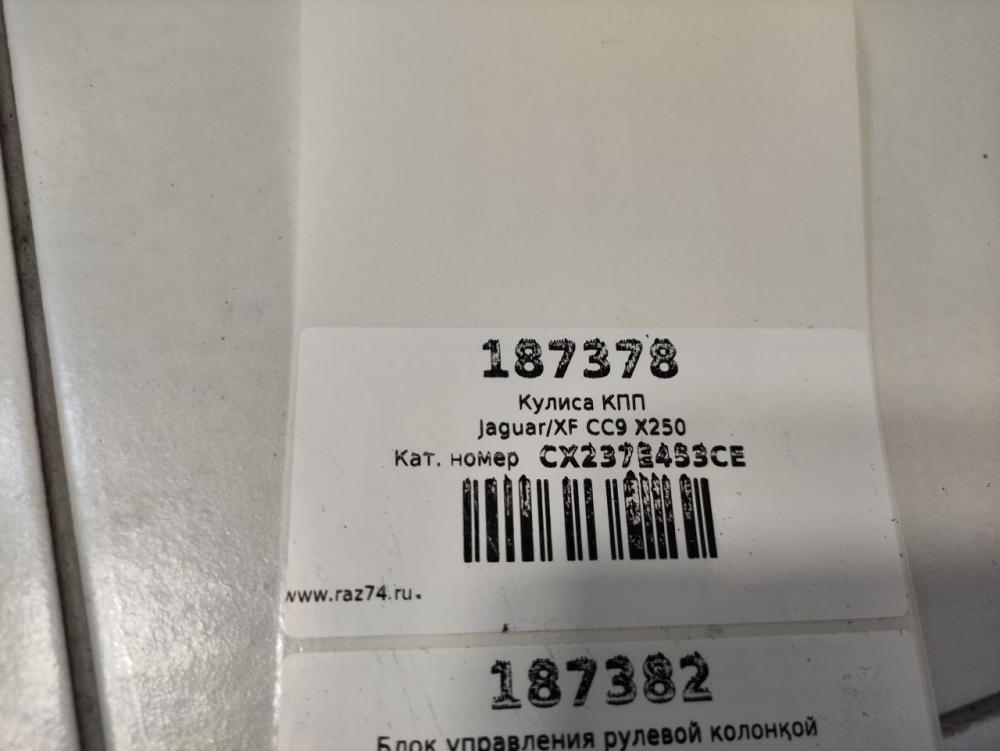 187378
Кулиса КПП
Jaguar/XF CC9 X250
Кат. номер CX237E453CE
www.raz74.ru
187382
Блок управления рулевой колонкой